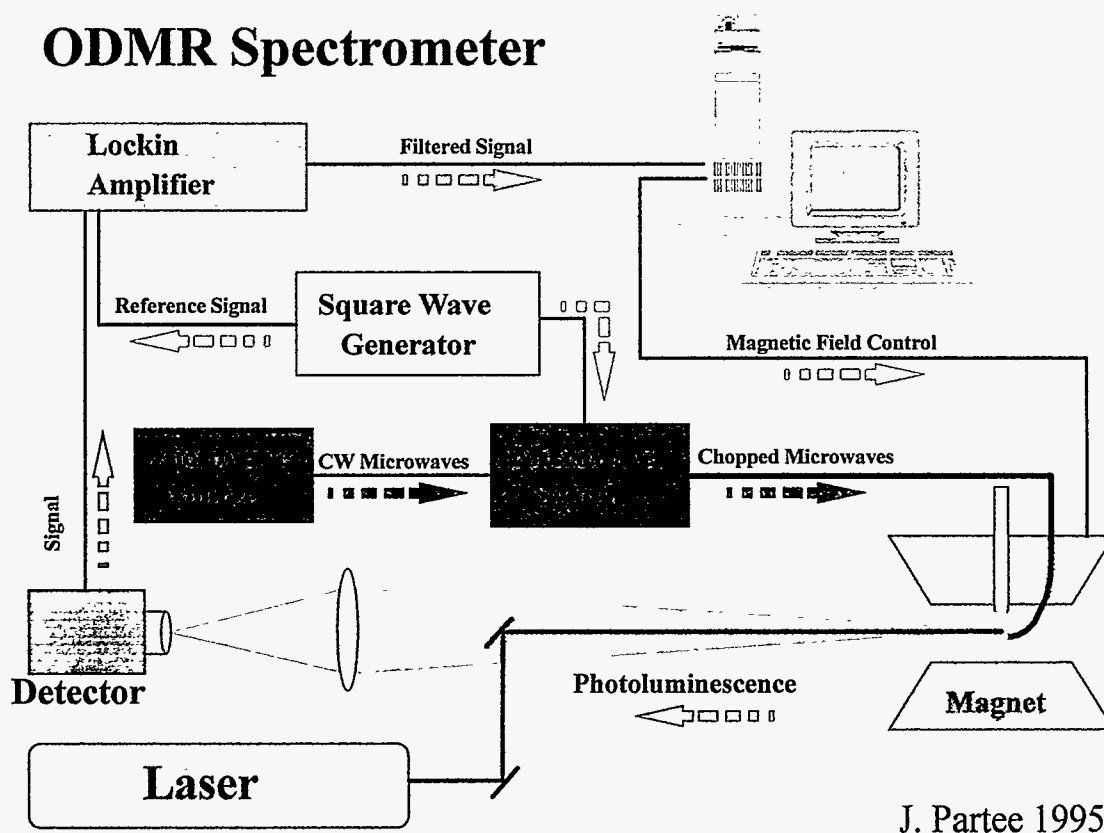 ODMR Spectrometer
Lockin
Amplifier
Filtered Signal
Reference Signal
Square Wave
Generator
Magnetic Field Control
CW Microwaves
Chopped Microwaves
Signal
Detector
Photoluminescence
Magnet
Laser
J. Partee 1995